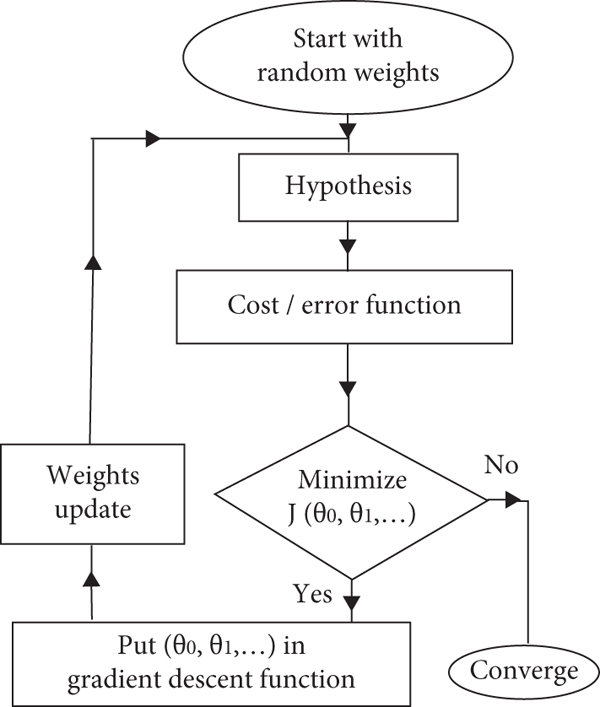 Start with
random weights
Hypothesis
Cost / error function
Minimize
J (θ0, θ1,…)
No
Yes
Weights
update
Put (θ0, θ1,…) in
gradient descent function
Converge